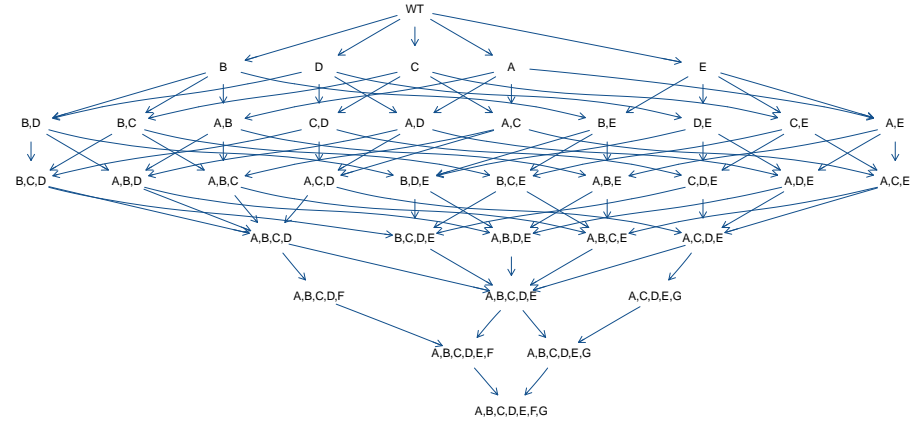 WT
B D C A E
B,D B,C A,B C,D A,D A,C B,E D,E C,E A,E
B,C,D A,B,D A,B,C A,C,D B,D,E B,C,E A,B,E C,D,E A,D,E A,C,E
A,B,C,D B,C,D,E A,B,D,E A,B,C,E A,C,D,E
A,B,C,D,F A,B,C,D,E A,C,D,E,G
A,B,C,D,E,F A,B,C,D,E,G
A,B,C,D,E,F,G